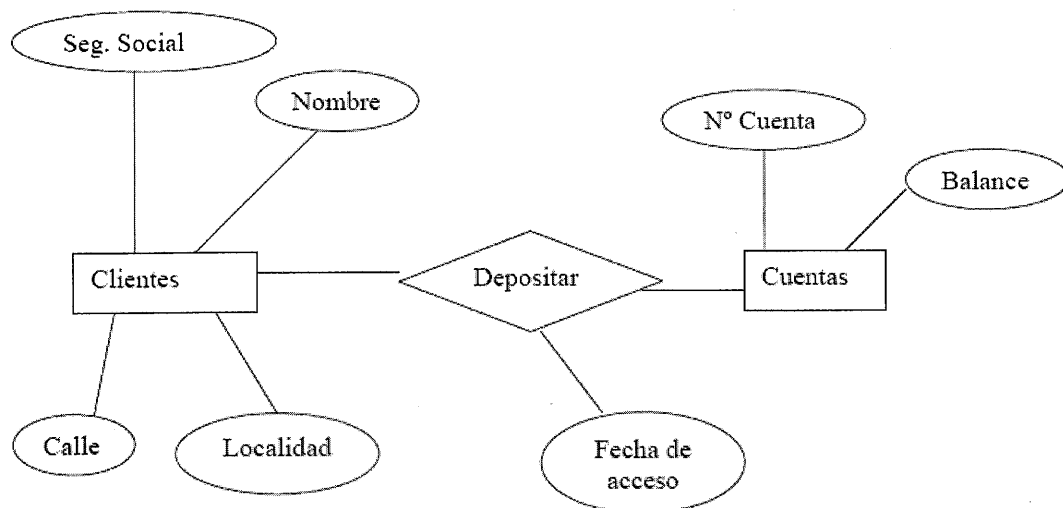 Seg. Social
Nombre
Nº Cuenta
Balance
Clientes
Depositar
Cuentas
Calle
Localidad
Fecha de
acceso